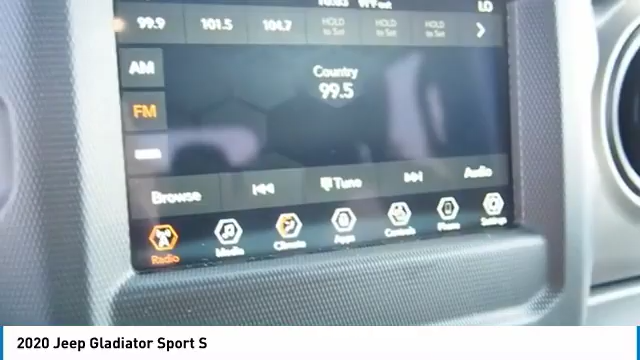 LO
99.9 101.5 104.7 HOLD to Set HOLD to Set HOLD to Set
AM
Country
99.5
FM
Browse Tune Audio
Radio Media Climate Apps Controls Phone Settings
2020 Jeep Gladiator Sport S